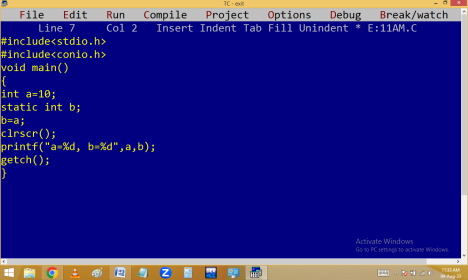 TC - exit
File Edit Run Compile Project Options Debug Break/watch
Line 7 Col 2 Insert Indent Tab Fill Unindent * E:11AM.C
#include<stdio.h>
#include<conio.h>
void main()
{
int a=10;
static int b;
b=a;
clrscr();
printf("a=%d, b=%d",a,b);
getch();
}
Activate Windows
Go to PC settings to activate Windows.